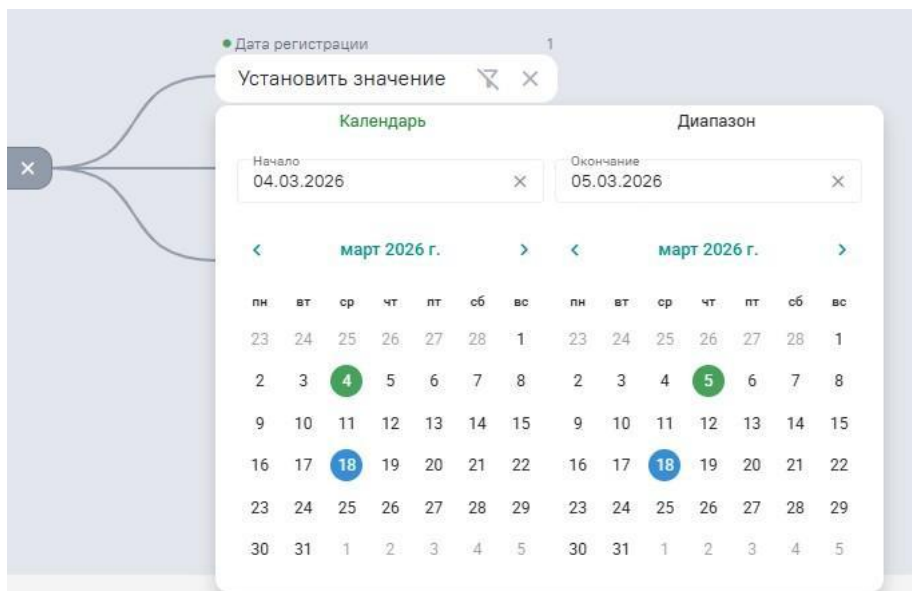 Дата регистрации 1
Установить значение
Календарь Диапазон
Начало Окончание
04.03.2026 05.03.2026
март 2026 г. март 2026 г.
пн вт ср чт пт сб вс пн вт ср чт пт сб вс
23 24 25 26 27 28 1 23 24 25 26 27 28 1
2 3 4 5 6 7 8 2 3 4 5 6 7 8
9 10 11 12 13 14 15 9 10 11 12 13 14 15
16 17 18 19 20 21 22 16 17 18 19 20 21 22
23 24 25 26 27 28 29 23 24 25 26 27 28 29
30 31 1 2 3 4 5 30 31 1 2 3 4 5